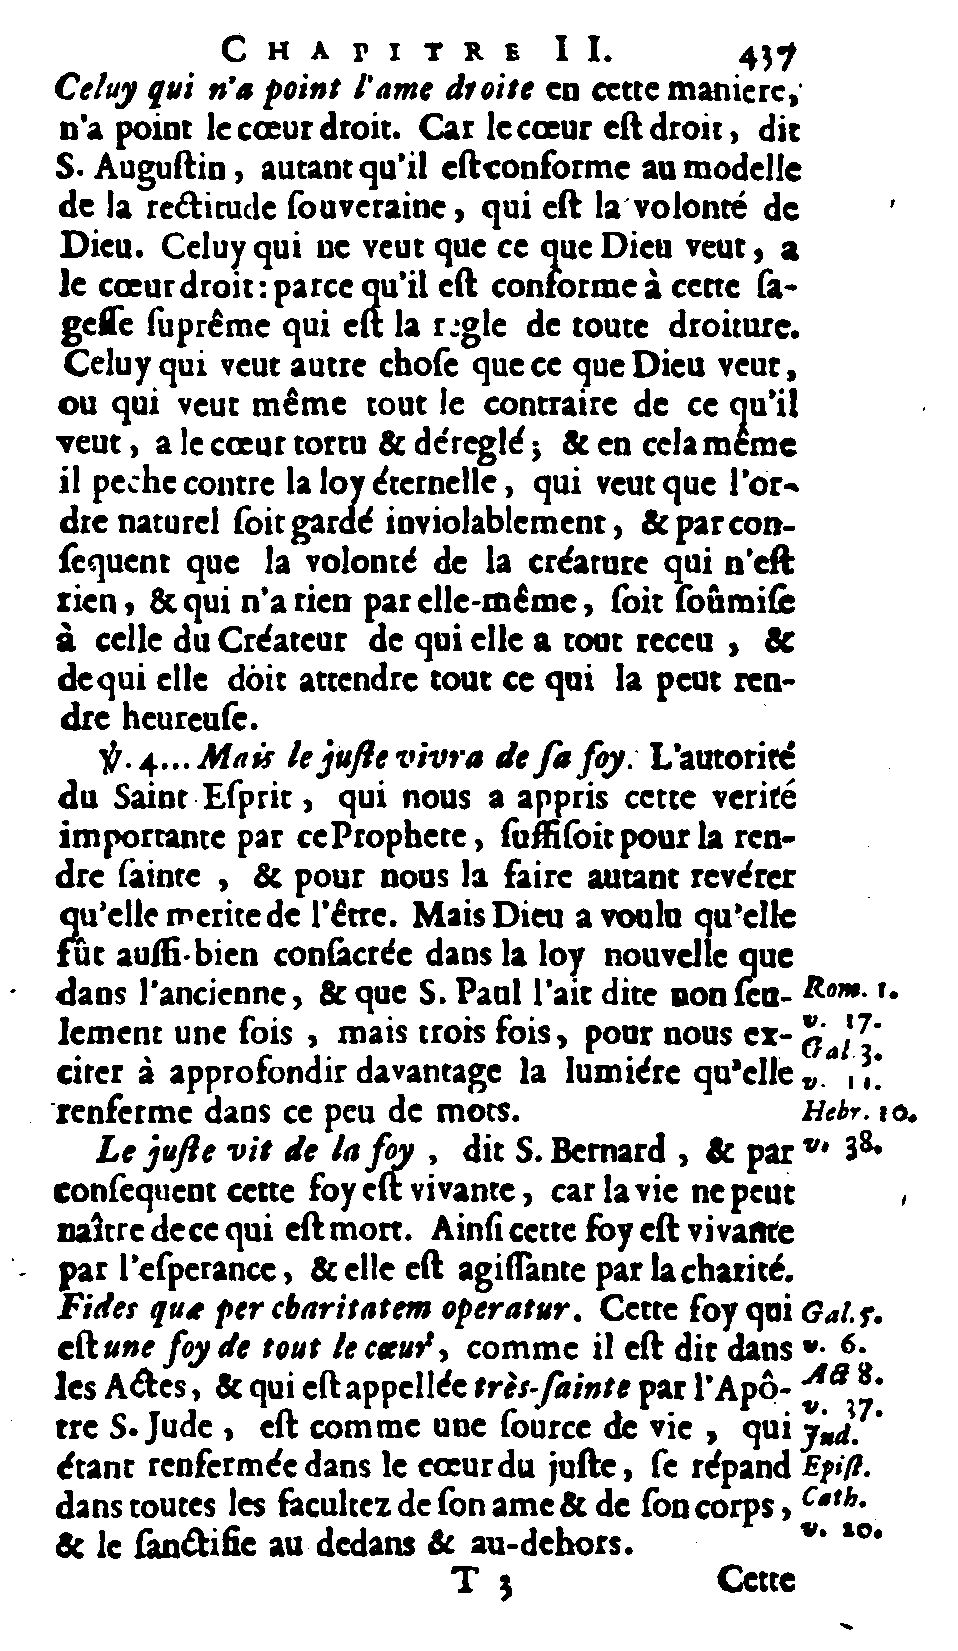 CHAPITRE II. 437
Celuy qui n'a point l'ame droite en cette maniere,
n'a point le cœur droit. Car le cœur eſt droit, dit
S. Auguſtin, autant qu'il eſt conforme au modelle
de la rectitude ſouveraine, qui eſt la volonté de
Dieu. Celuy qui ne veut que ce que Dieu veut, a
le cœur droit: parce qu'il eſt conforme à cette ſa-
geſſe ſuprême qui eſt la regle de toute droiture.
Celuy qui veut autre choſe que ce que Dieu veut,
ou qui veut même tout le contraire de ce qu'il
veut, a le cœur tortu & déreglé; & en cela même
il peche contre la loy éternelle, qui veut que l'or-
dre naturel ſoit gardé inviolablement, & par con-
ſequent que la volonté de la créature qui n'eſt
rien, & qui n'a rien par elle-même, ſoit ſoûmiſe
à celle du Créateur de qui elle a tout receu, &
de qui elle doit attendre tout ce qui la peut ren-
dre heureuſe.
℣. 4... Mais le juſte vivra de ſa foy. L'autorité
du Saint Eſprit, qui nous a appris cette verité
importante par ce Prophete, ſuffiſoit pour la ren-
dre ſainte, & pour nous la faire autant revérer
qu'elle merite de l'être. Mais Dieu a voulu qu'elle
fût auſſi-bien conſacrée dans la loy nouvelle que
dans l'ancienne, & que S. Paul l'ait dite non ſeu- Rom. 1.
lement une fois, mais trois fois, pour nous ex- v. 17.
Gal. 3.
citer à approfondir davantage la lumiére qu'elle v. 11.
renferme dans ce peu de mots. Hebr. 10.
Le juſte vit de la foy, dit S. Bernard, & par v. 38.
conſequent cette foy eſt vivante, car la vie ne peut
naître de ce qui eſt mort. Ainſi cette foy eſt vivante
par l'eſperance, & elle eſt agiſſante par la charité.
Fides quæ per charitatem operatur. Cette foy qui Gal. 5.
eſt une foy de tout le cœur, comme il eſt dit dans v. 6.
les Actes, & qui eſt appellée très-ſainte par l'Apô- Act 8.
v. 37.
tre S. Jude, eſt comme une ſource de vie, qui Jud.
étant renfermée dans le cœur du juſte, ſe répand Epiſt.
dans toutes les facultez de ſon ame & de ſon corps, Cath.
& le ſanctifie au dedans & au-dehors. v. 20.
T 3 Cette